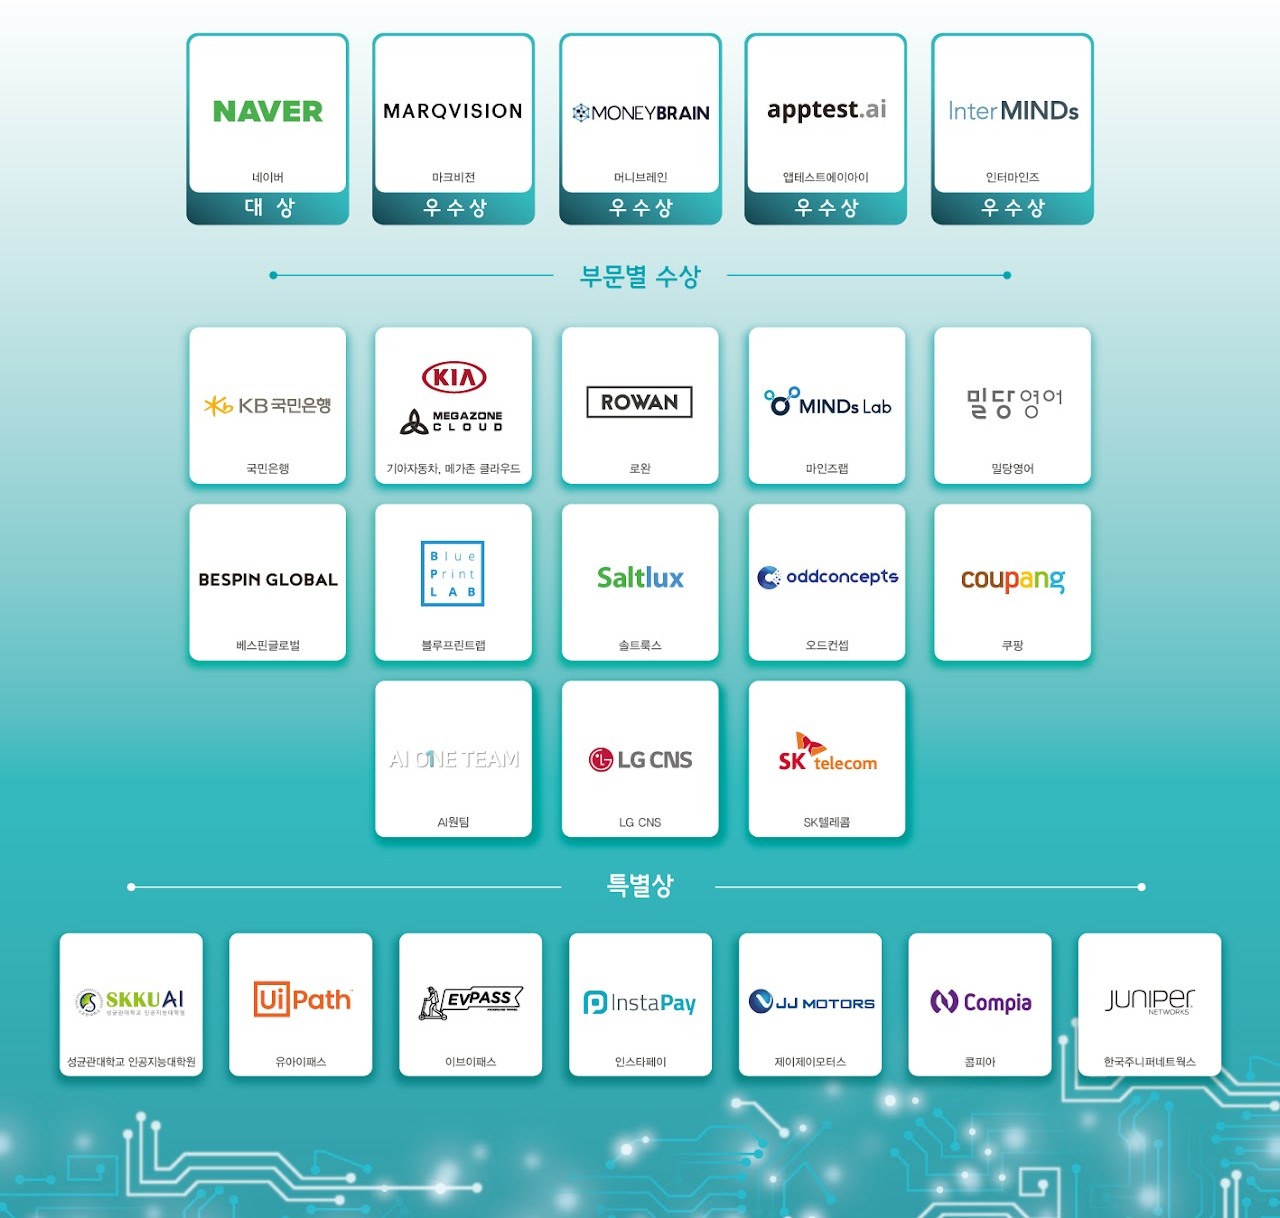 NAVER
네이버
대 상
MARQVISION
마크비전
우수상
MONEYBRAIN
머니브레인
우수상
apptest.ai
앱테스트에이아이
우수상
InterMINDs
인터마인즈
우수상
부문별 수상
Kb KB국민은행
국민은행
KIA
MEGAZONE
CLOUD
기아자동차, 메가존 클라우드
ROWAN
로완
MINDs Lab
마인즈랩
밀당영어
밀당영어
BESPIN GLOBAL
베스핀글로벌
Blue
Print
LAB
블루프린트랩
Saltlux
솔트룩스
oddconcepts
오드컨셉
coupang
쿠팡
AI ONE TEAM
AI원팀
LG CNS
LG CNS
SK telecom
SK텔레콤
특별상
SKKU AI
성균관대학교 인공지능대학원
성균관대학교 인공지능대학원
UiPath
유아이패스
EVPASS
이브이패스
InstaPay
인스타페이
JJ MOTORS
제이제이모터스
Compia
콤피아
JUNIPER
NETWORKS
한국주니퍼네트웍스